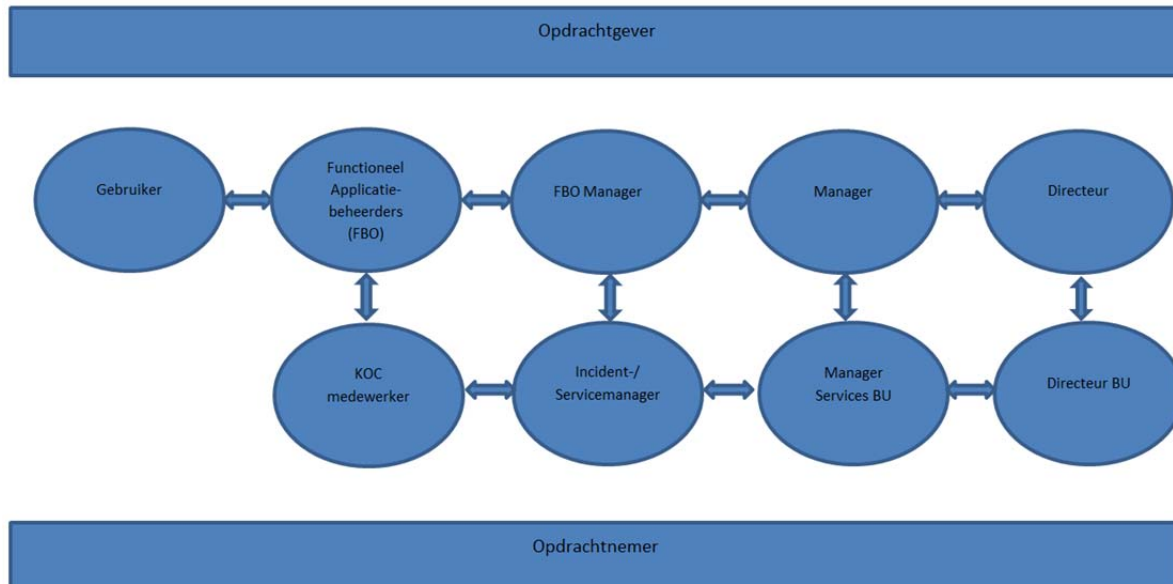 Opdrachtgever
Gebruiker
Functioneel
Applicatie-
beheerders
(FBO)
FBO Manager
Manager
Directeur
KOC
medewerker
Incident-/
Servicemanager
Manager
Services BU
Directeur BU
Opdrachtnemer